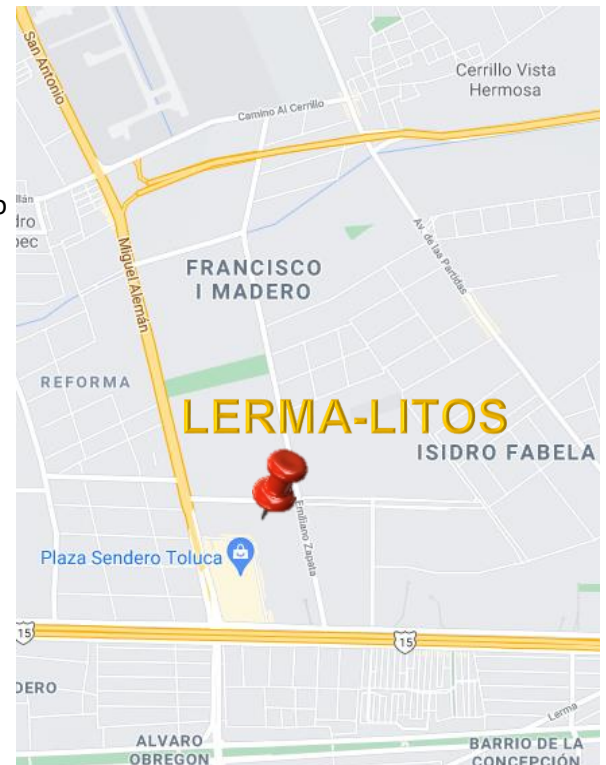 San Antonio
Cerrillo Vista
Hermosa
Camino Al Cerrillo
Av. de las Partidas
Miguel Alemán
FRANCISCO
I MADERO
REFORMA
LERMA-LITOS
ISIDRO FABELA
Emiliano Zapata
Plaza Sendero Toluca
15
15
DERO
Lerma
ALVARO
OBREGON
BARRIO DE LA
CONCEPCIÓN